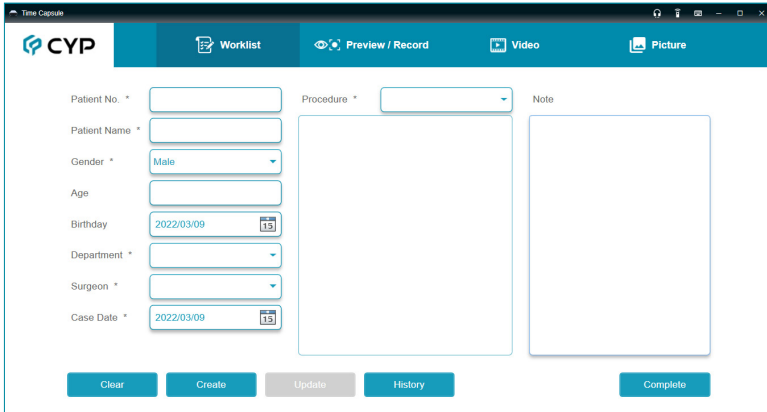 Time Capsule
CYP
Worklist
Preview / Record
Video
Picture
Patient No. *
Procedure *
Note
Patient Name *
Gender *
Male
Age
Birthday
2022/03/09
15
Department *
Surgeon *
Case Date *
2022/03/09
15
Clear
Create
Update
History
Complete